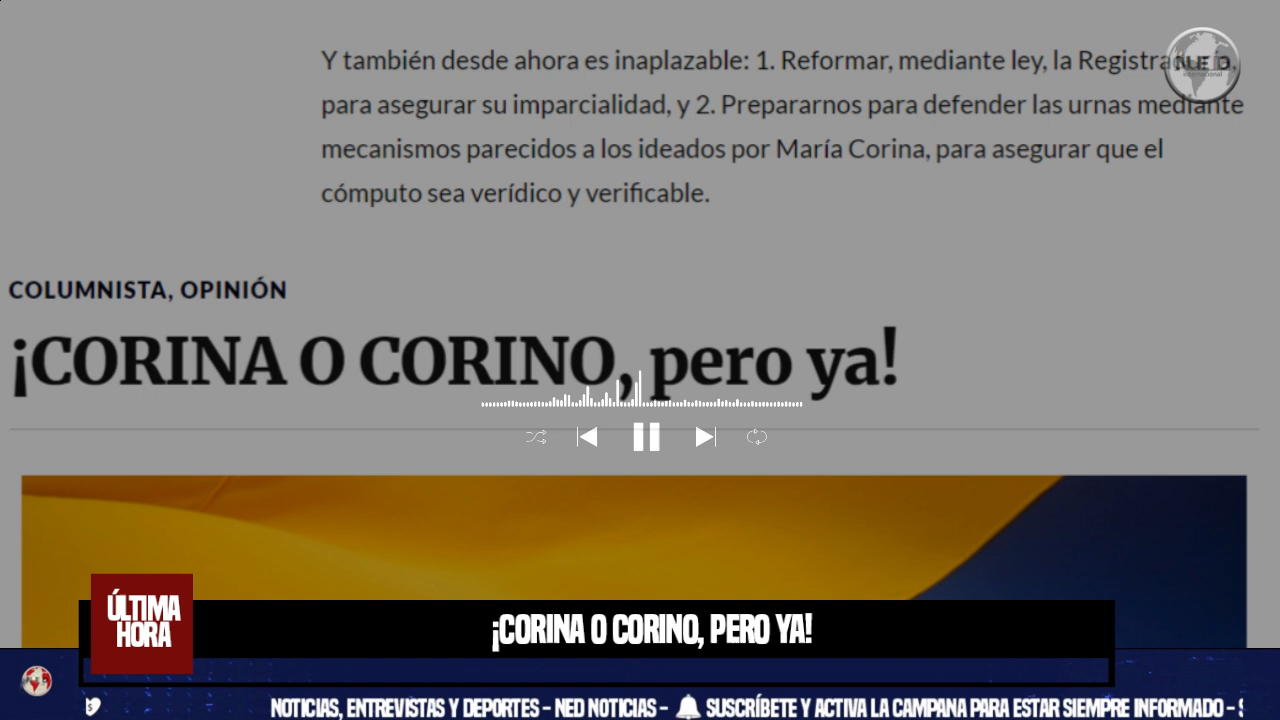 Y también desde ahora es inaplazable: 1. Reformar, mediante ley, la Registraduría,
para asegurar su imparcialidad, y 2. Prepararnos para defender las urnas mediante
mecanismos parecidos a los ideados por María Corina, para asegurar que el
cómputo sea verídico y verificable.
COLUMNISTA, OPINIÓN
¡CORINA O CORINO, pero ya!
ÚLTIMA
HORA
¡CORINA O CORINO, PERO YA!
NOTICIAS, ENTREVISTAS Y DEPORTES - NED NOTICIAS - SUSCRÍBETE Y ACTIVA LA CAMPANA PARA ESTAR SIEMPRE INFORMADO -